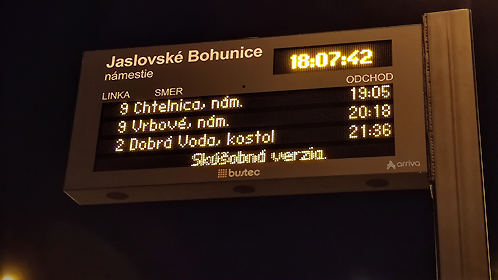 Jaslovské Bohunice 18:07:42
námestie
LINKA SMER ODCHOD
9 Chtelnica, nám. 19:05
9 Vrbové, nám. 20:18
2 Dobrá Voda, kostol 21:36
Skúšobná verzia.
bustec arriva